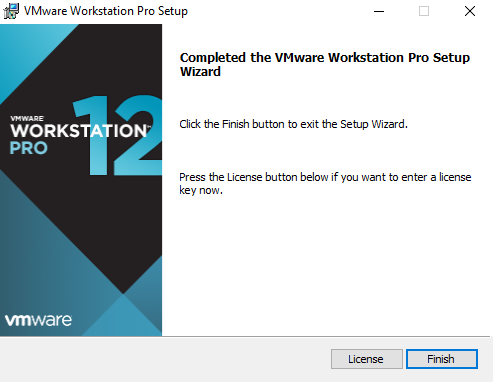 VMware Workstation Pro Setup
VMWARE
WORKSTATION™
PRO 12
vmware
Completed the VMware Workstation Pro Setup
Wizard
Click the Finish button to exit the Setup Wizard.
Press the License button below if you want to enter a license
key now.
License
Finish